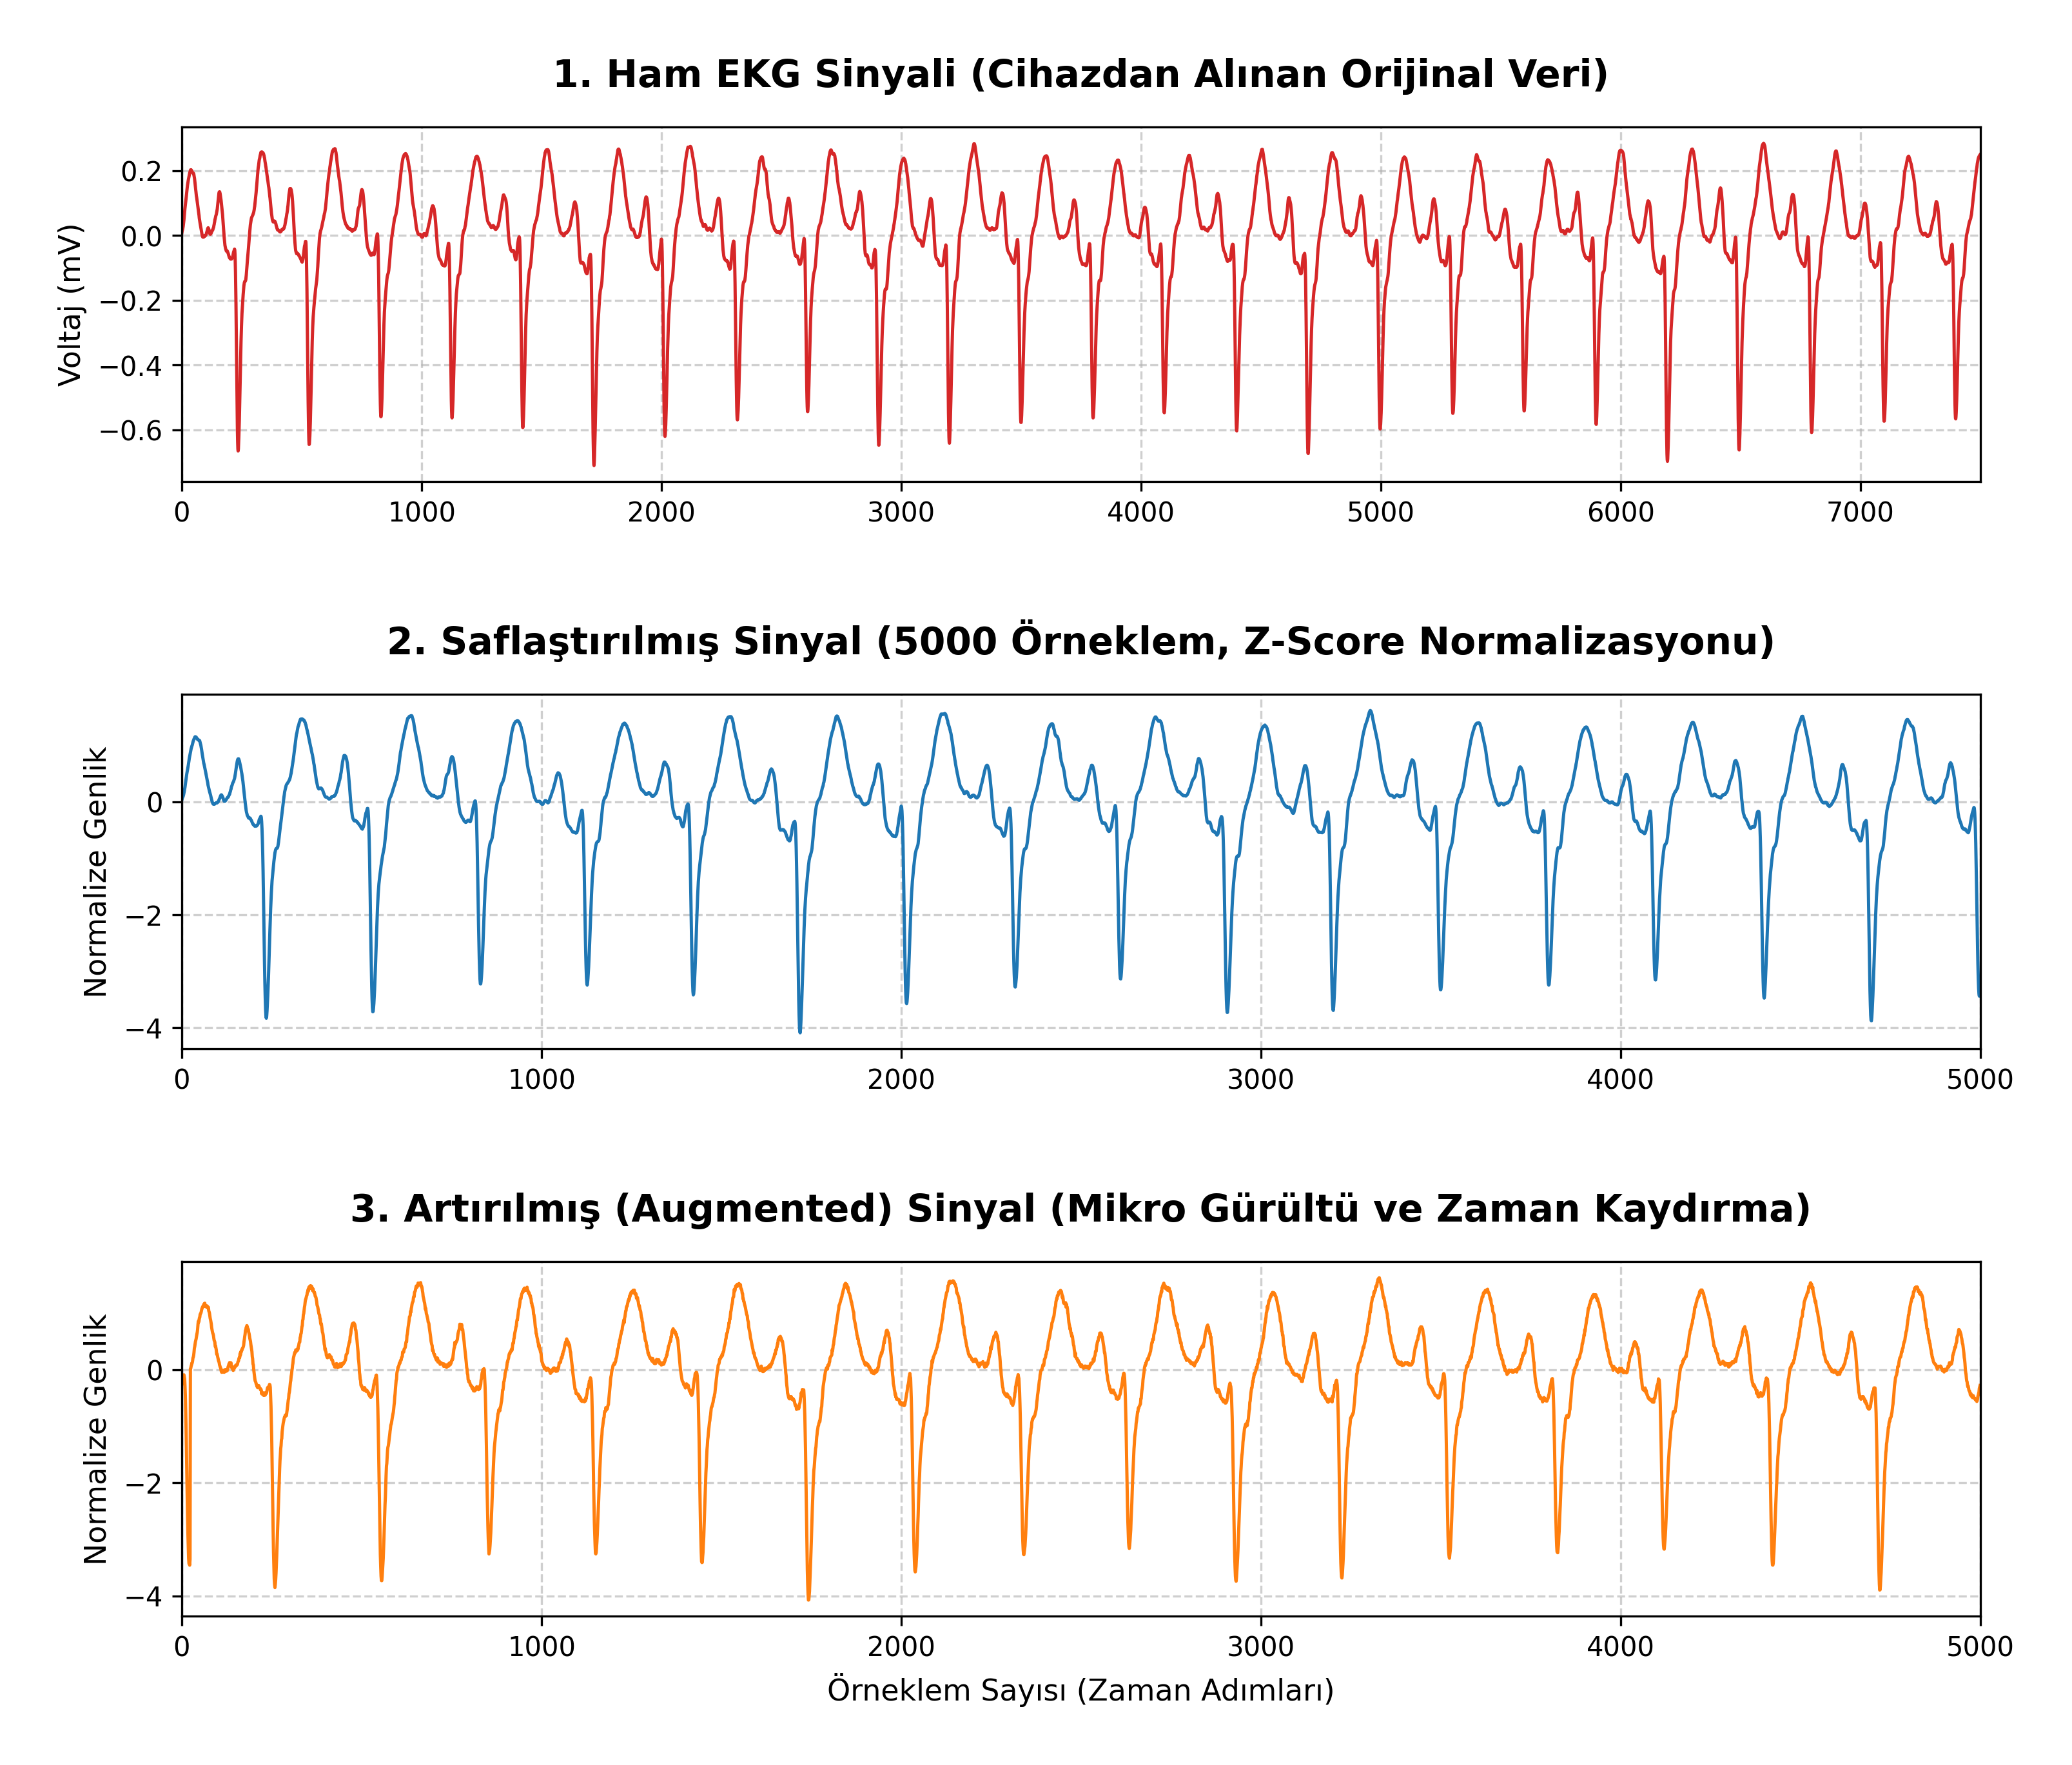 1. Ham EKG Sinyali (Cihazdan Alınan Orijinal Veri)
Voltaj (mV)
0.2
0.0
−0.2
−0.4
−0.6
0 1000 2000 3000 4000 5000 6000 7000
2. Saflaştırılmış Sinyal (5000 Örneklem, Z-Score Normalizasyonu)
Normalize Genlik
0
−2
−4
0 1000 2000 3000 4000 5000
3. Artırılmış (Augmented) Sinyal (Mikro Gürültü ve Zaman Kaydırma)
Normalize Genlik
0
−2
−4
0 1000 2000 3000 4000 5000
Örneklem Sayısı (Zaman Adımları)